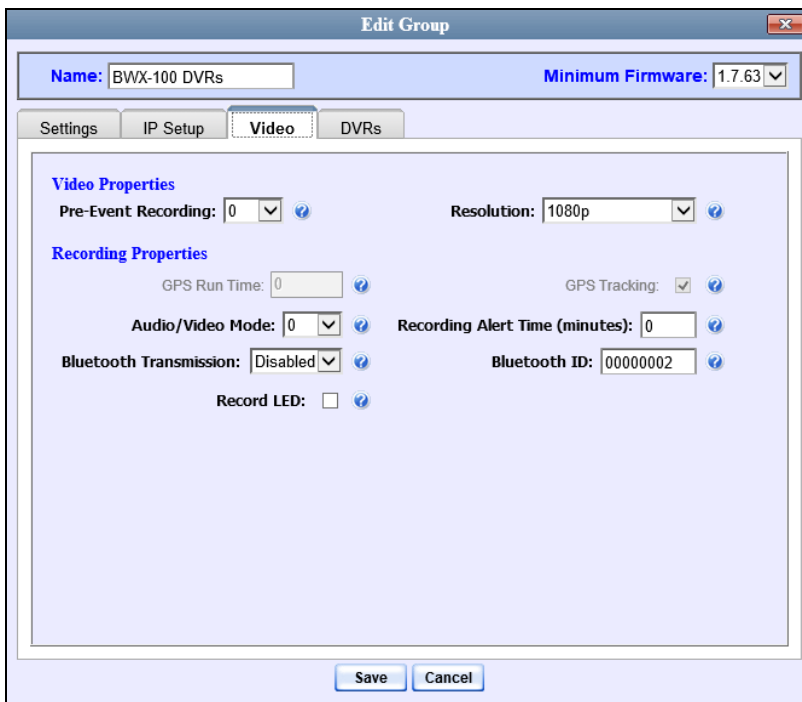 Edit Group
Name: BWX-100 DVRs Minimum Firmware: 1.7.63
Settings IP Setup Video DVRs
Video Properties
Pre-Event Recording: 0 Resolution: 1080p
Recording Properties
GPS Run Time: 0 GPS Tracking:
Audio/Video Mode: 0 Recording Alert Time (minutes): 0
Bluetooth Transmission: Disabled Bluetooth ID: 00000002
Record LED:
Save Cancel